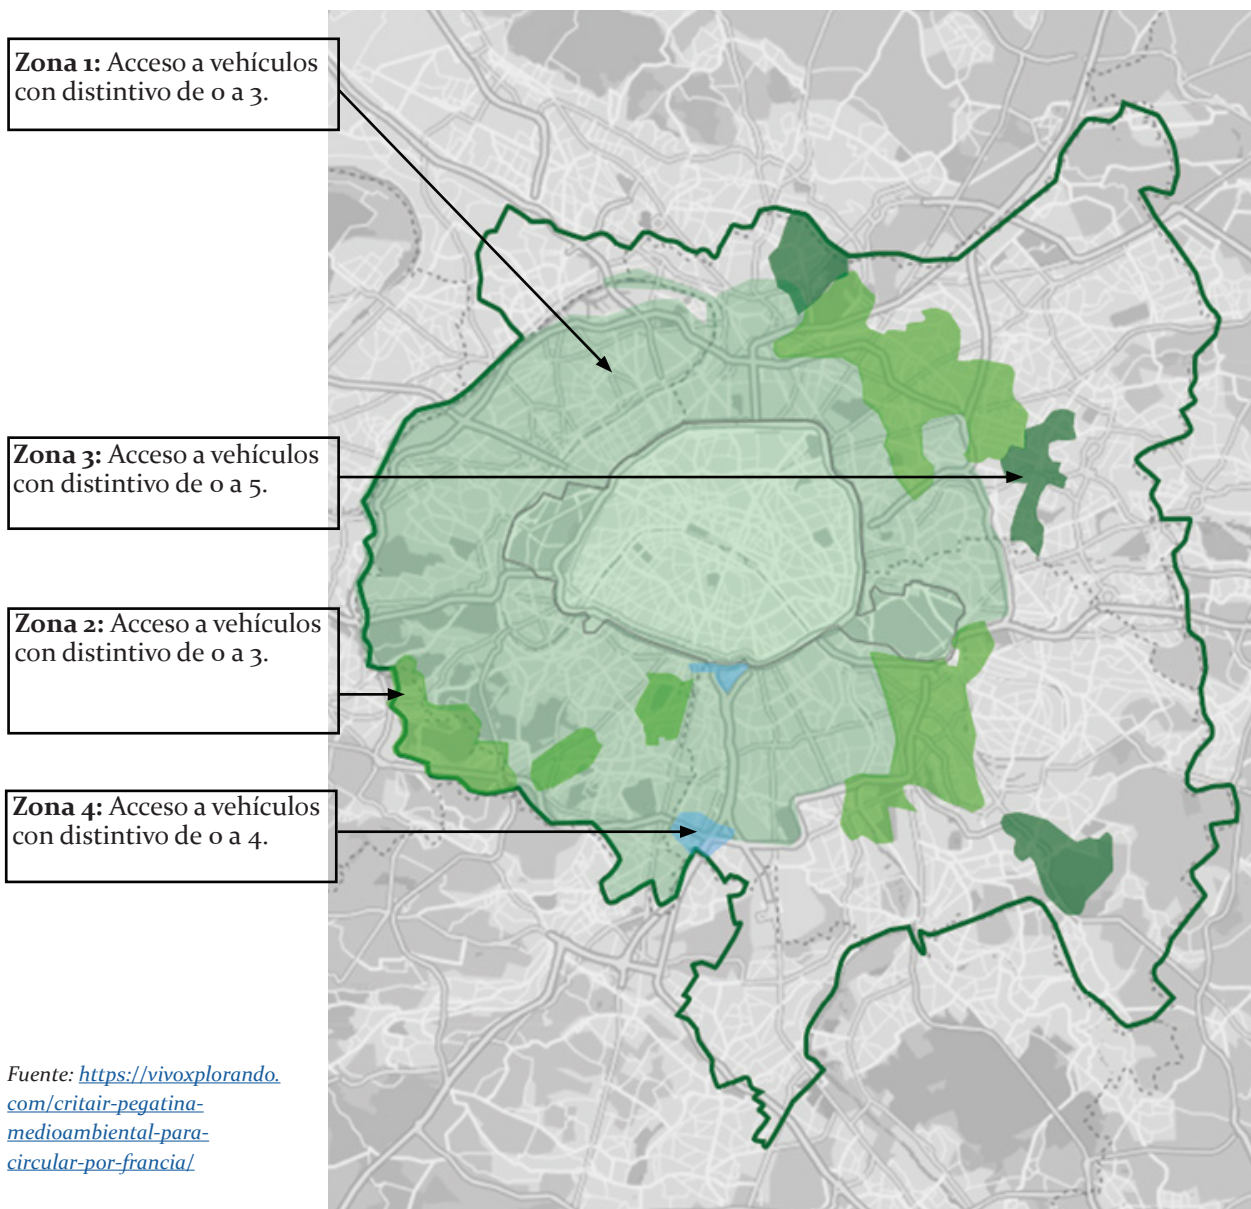 Zona 1: Acceso a vehículos
con distintivo de 0 a 3.
Zona 3: Acceso a vehículos
con distintivo de 0 a 5.
Zona 2: Acceso a vehículos
con distintivo de 0 a 3.
Zona 4: Acceso a vehículos
con distintivo de 0 a 4.
Fuente: https://vivoxplorando.
com/critair-pegatina-
medioambiental-para-
circular-por-francia/